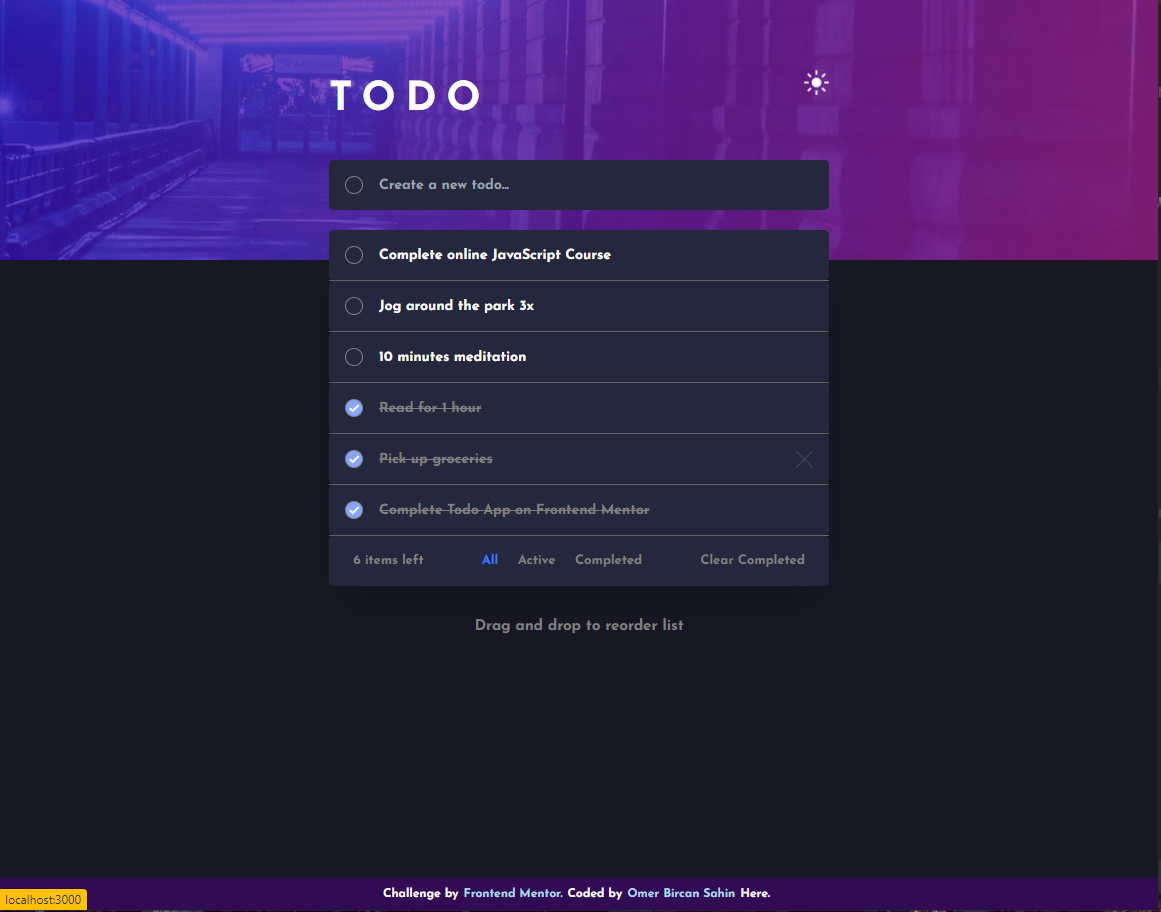 TODO
Create a new todo...
Complete online JavaScript Course
Jog around the park 3x
10 minutes meditation
Read for 1 hour
Pick up groceries
Complete Todo App on Frontend Mentor
6 items left All Active Completed Clear Completed
Drag and drop to reorder list
Challenge by Frontend Mentor. Coded by Omer Bircan Sahin Here.
localhost:3000